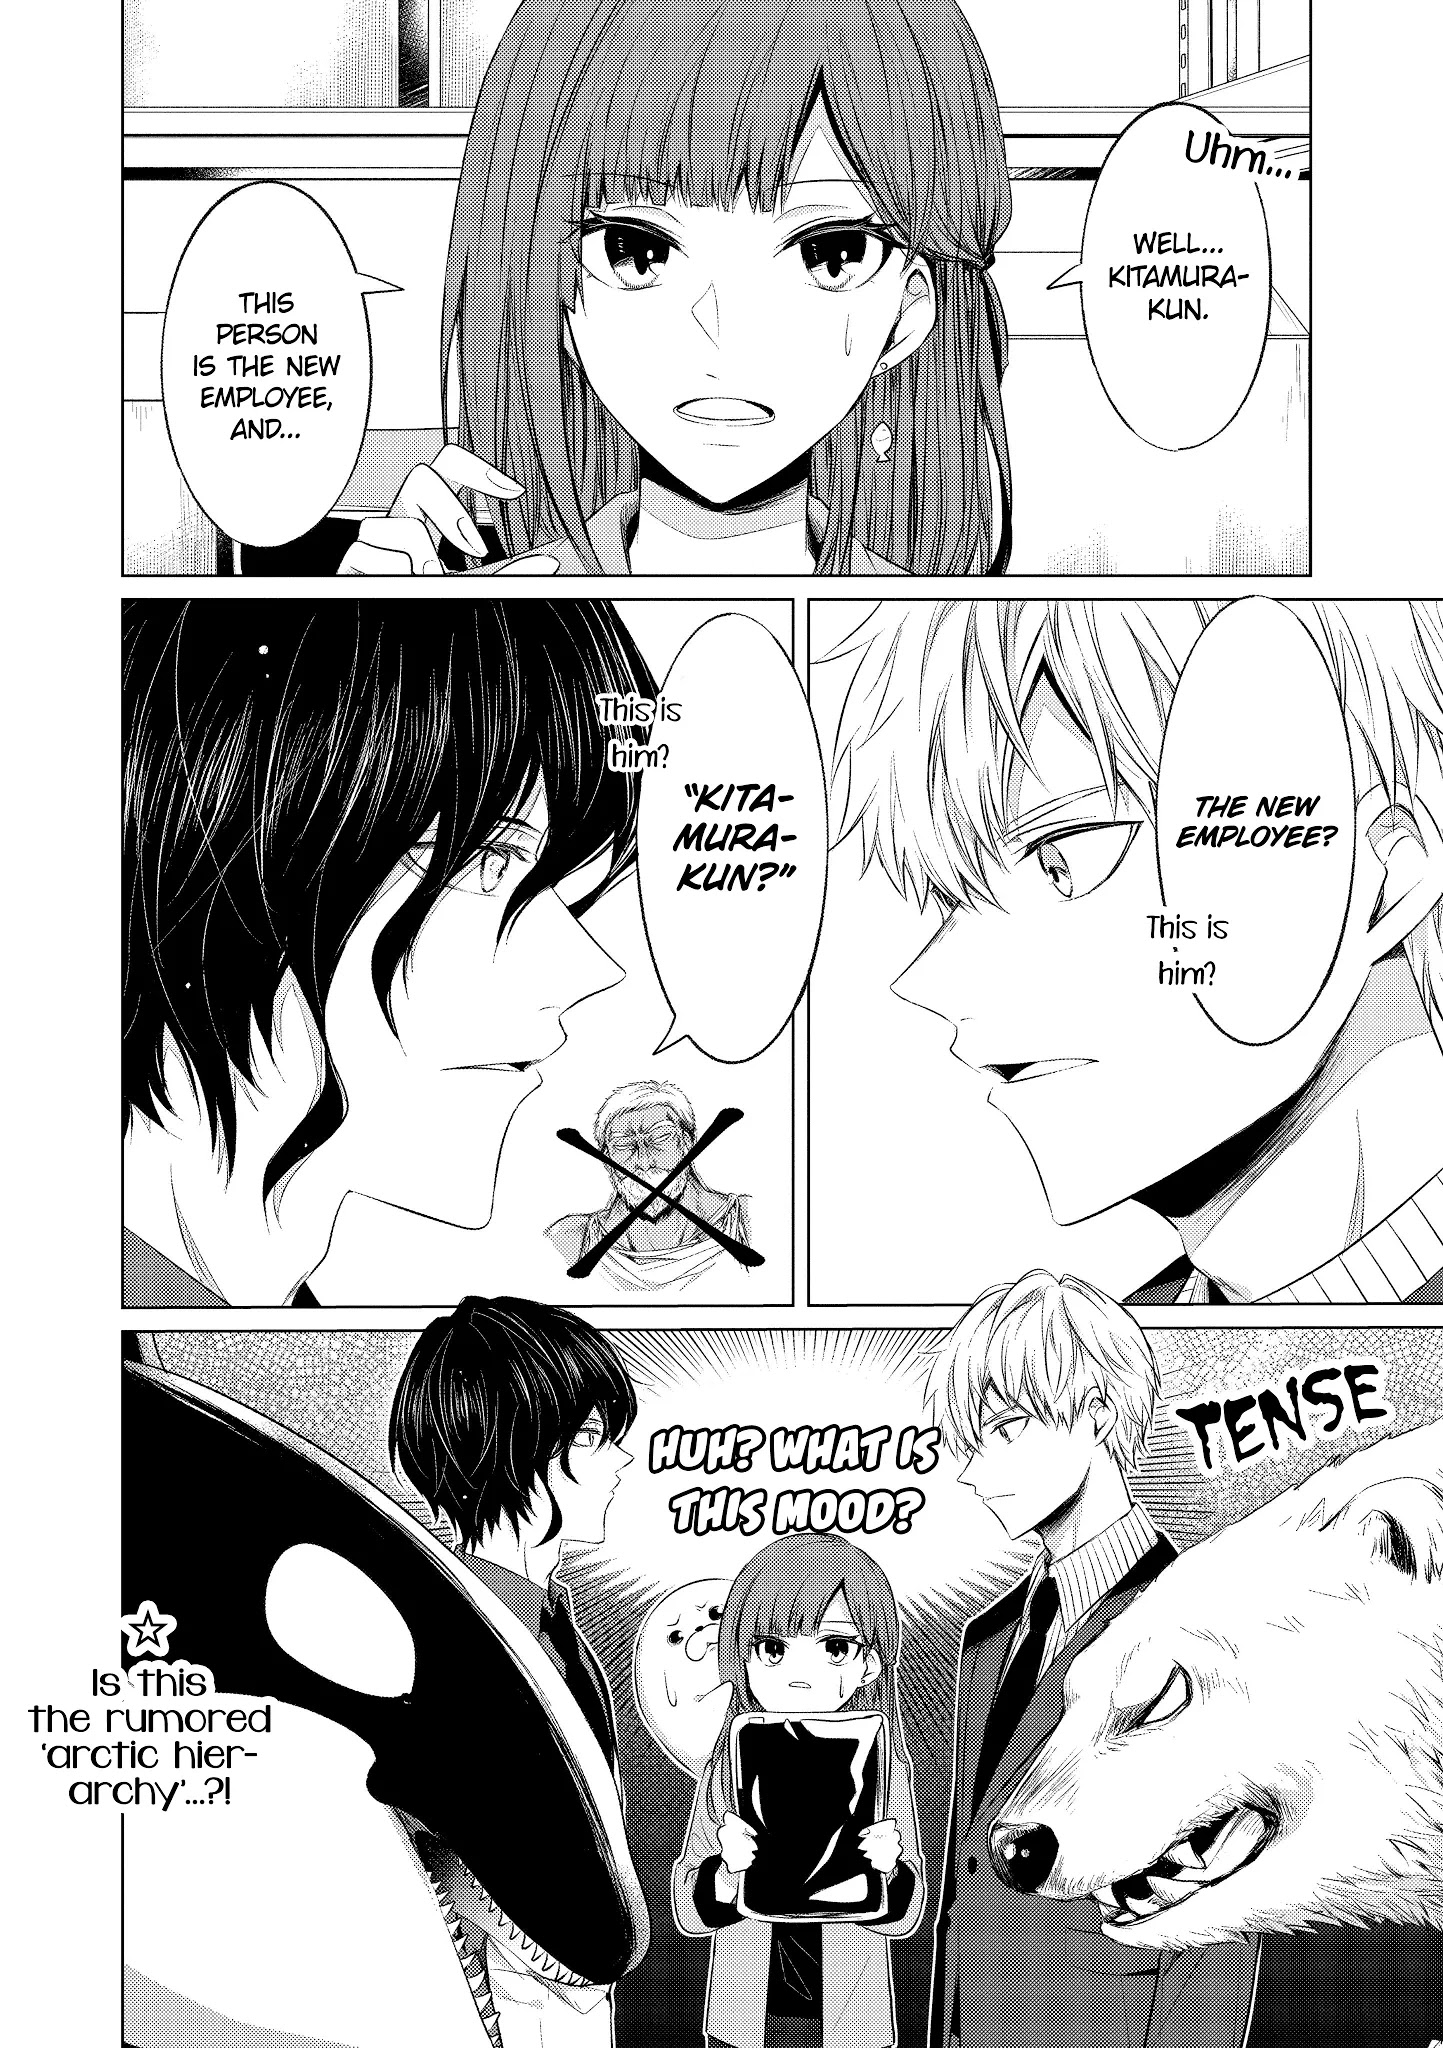 Uhm...
WELL...
KITAMURA-
KUN.
THIS
PERSON
IS THE NEW
EMPLOYEE,
AND...
THE NEW
EMPLOYEE?
This is
him?
This is
him?
"KITA-
MURA-
KUN?"
TENSE
HUH? WHAT IS
THIS MOOD?
☆
Is this
the rumored
'arctic hier-
archy'...?!